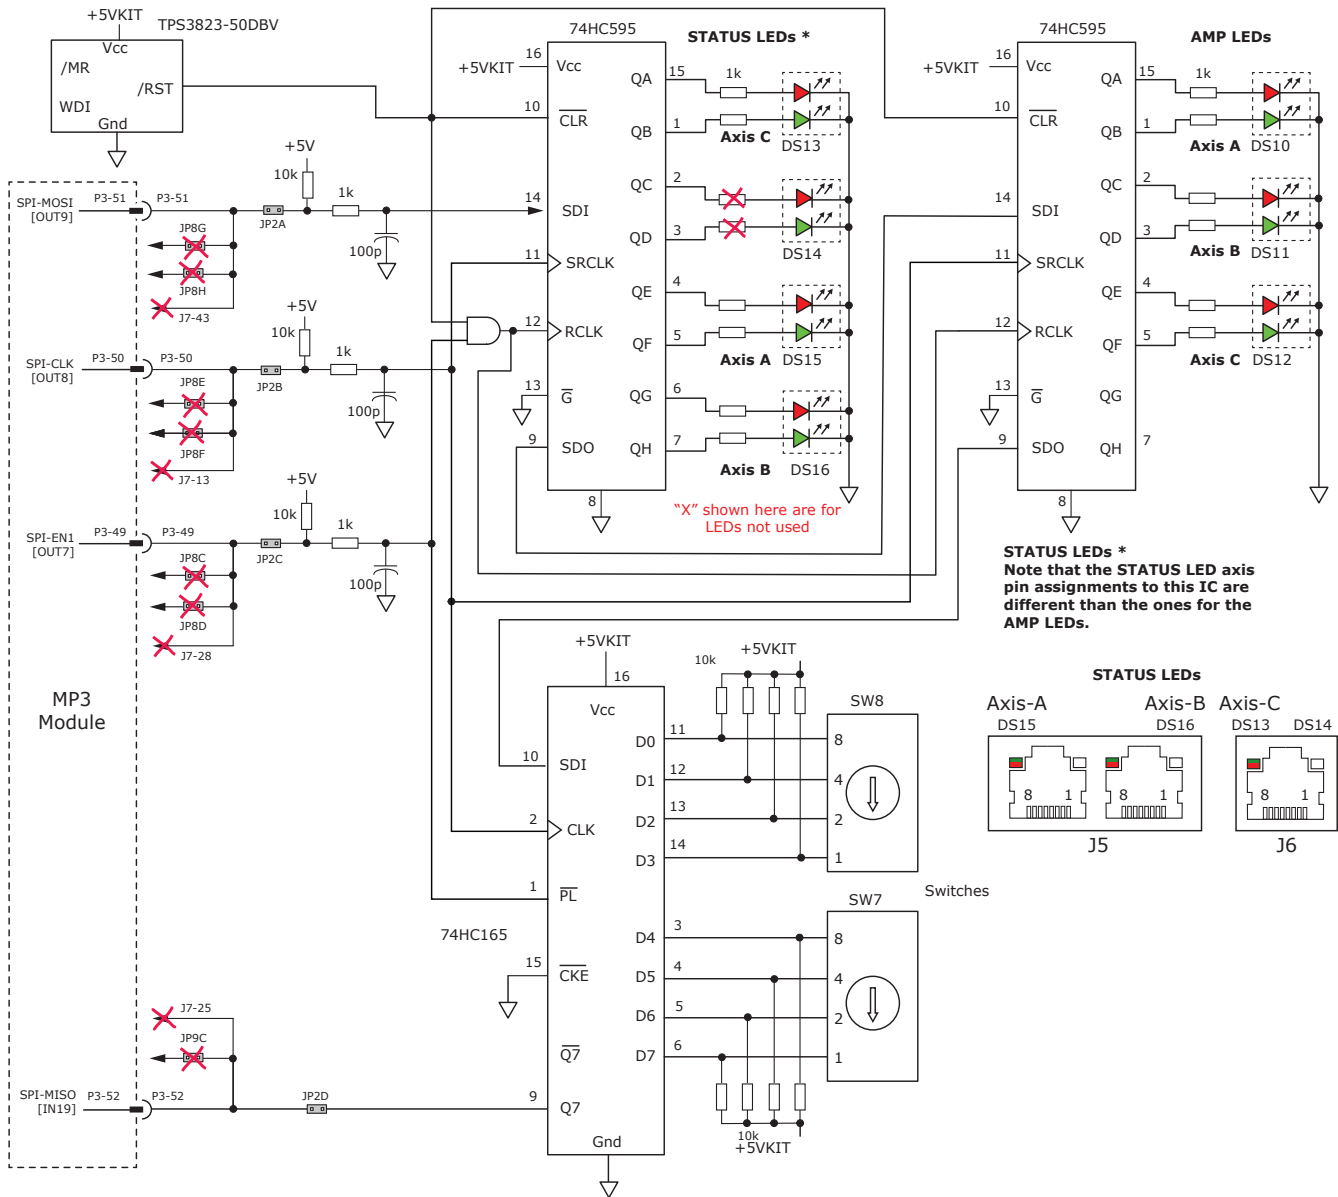 +5VKIT
TPS3823-50DBV
Vcc
/MR
/RST
WDI
Gnd
SPI-MOSI
[OUT9]
P3-51
P3-51
JP8G
JP8H
J7-43
JP2A
+5V
10k
1k
100p
SPI-CLK
[OUT8]
P3-50
P3-50
JP8E
JP8F
J7-13
JP2B
+5V
10k
1k
100p
SPI-EN1
[OUT7]
P3-49
P3-49
JP8C
JP8D
J7-28
JP2C
+5V
10k
1k
100p
MP3
Module
J7-25
JP9C
SPI-MISO
[IN19]
P3-52
P3-52
JP2D
74HC595
STATUS LEDs *
+5VKIT
16
Vcc
10
CLR
14
SDI
11
SRCLK
12
RCLK
13
G
9
SDO
8
QA
15
1k
QB
1
Axis C
DS13
QC
2
QD
3
DS14
QE
4
QF
5
Axis A
DS15
QG
6
QH
7
Axis B
DS16
"X" shown here are for
LEDs not used
74HC595
AMP LEDs
+5VKIT
16
Vcc
10
CLR
14
SDI
11
SRCLK
12
RCLK
13
G
9
SDO
8
QA
15
1k
QB
1
Axis A
DS10
QC
2
QD
3
Axis B
DS11
QE
4
QF
5
Axis C
DS12
QG
QH
7
STATUS LEDs *
Note that the STATUS LED axis
pin assignments to this IC are
different than the ones for the
AMP LEDs.
+5VKIT
16
Vcc
10
SDI
2
CLK
1
PL
74HC165
15
CKE
Q7
9
Q7
Gnd
D0
11
D1
12
D2
13
D3
14
D4
3
D5
4
D6
5
D7
6
10k
+5VKIT
SW8
8
4
2
1
Switches
SW7
8
4
2
1
10k
+5VKIT
STATUS LEDs
Axis-A
Axis-B
Axis-C
DS15
DS16
DS13
DS14
8
1
8
1
8
1
J5
J6